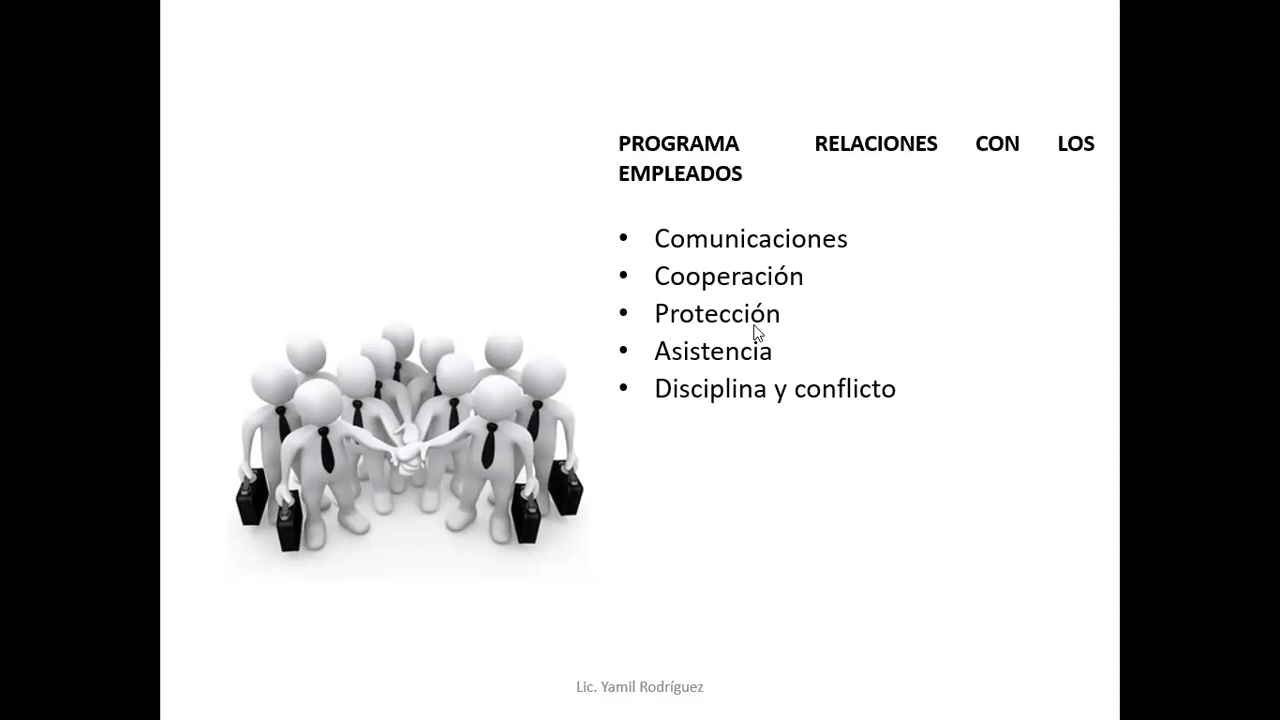 PROGRAMA RELACIONES CON LOS
EMPLEADOS
• Comunicaciones
• Cooperación
• Protección
• Asistencia
• Disciplina y conflicto
Lic. Yamil Rodríguez